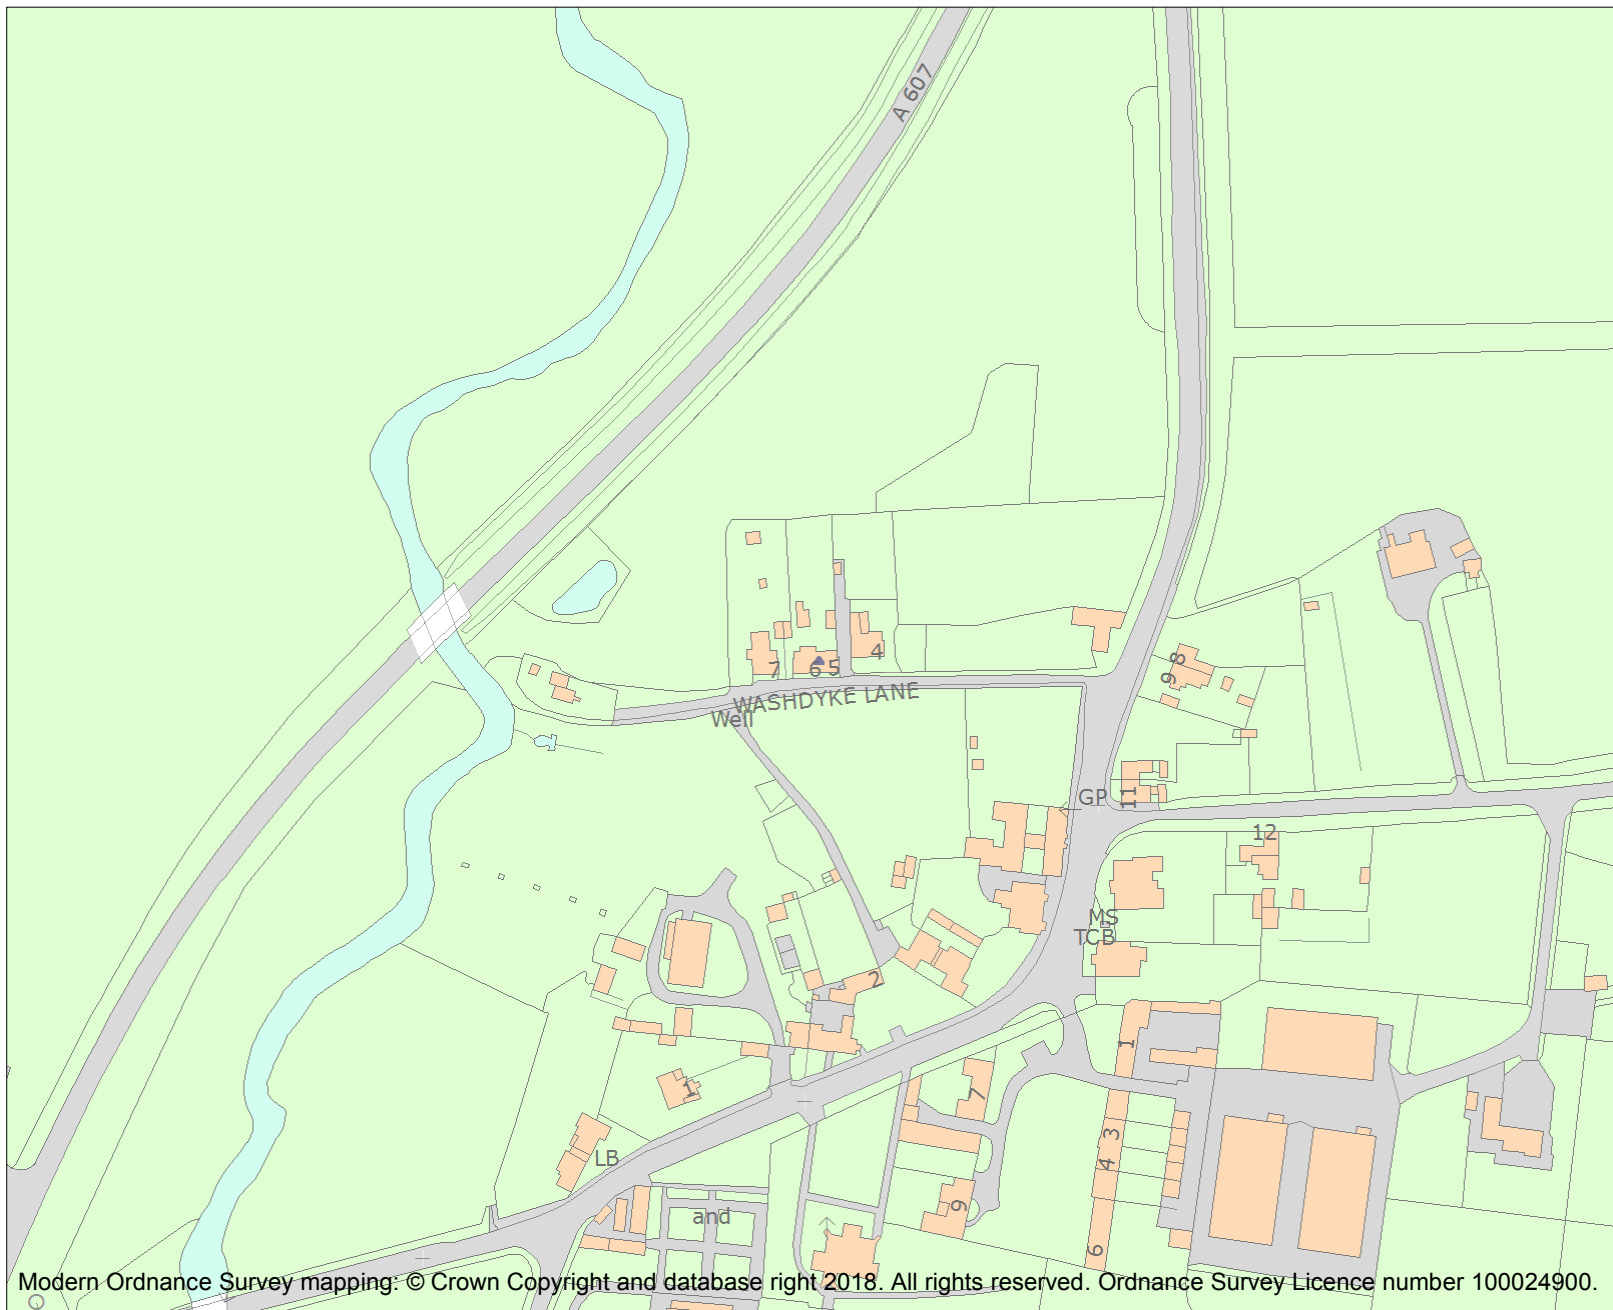 A 607
4
7
6
5
8
9
WASHDYKE LANE
Well
GP
11
12
MS
TCB
2
1
1
7
3
4
LB
9
and
6
Modern Ordnance Survey mapping: © Crown Copyright and database right 2018. All rights reserved. Ordnance Survey Licence number 100024900.